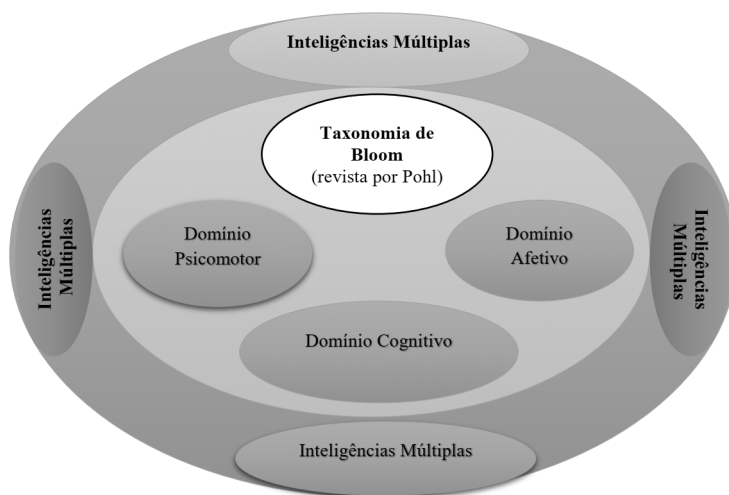 Inteligências Múltiplas
Taxonomia de
Bloom
(revista por Pohl)
Inteligências
Múltiplas
Domínio
Psicomotor
Domínio
Afetivo
Inteligências
Múltiplas
Domínio Cognitivo
Inteligências Múltiplas